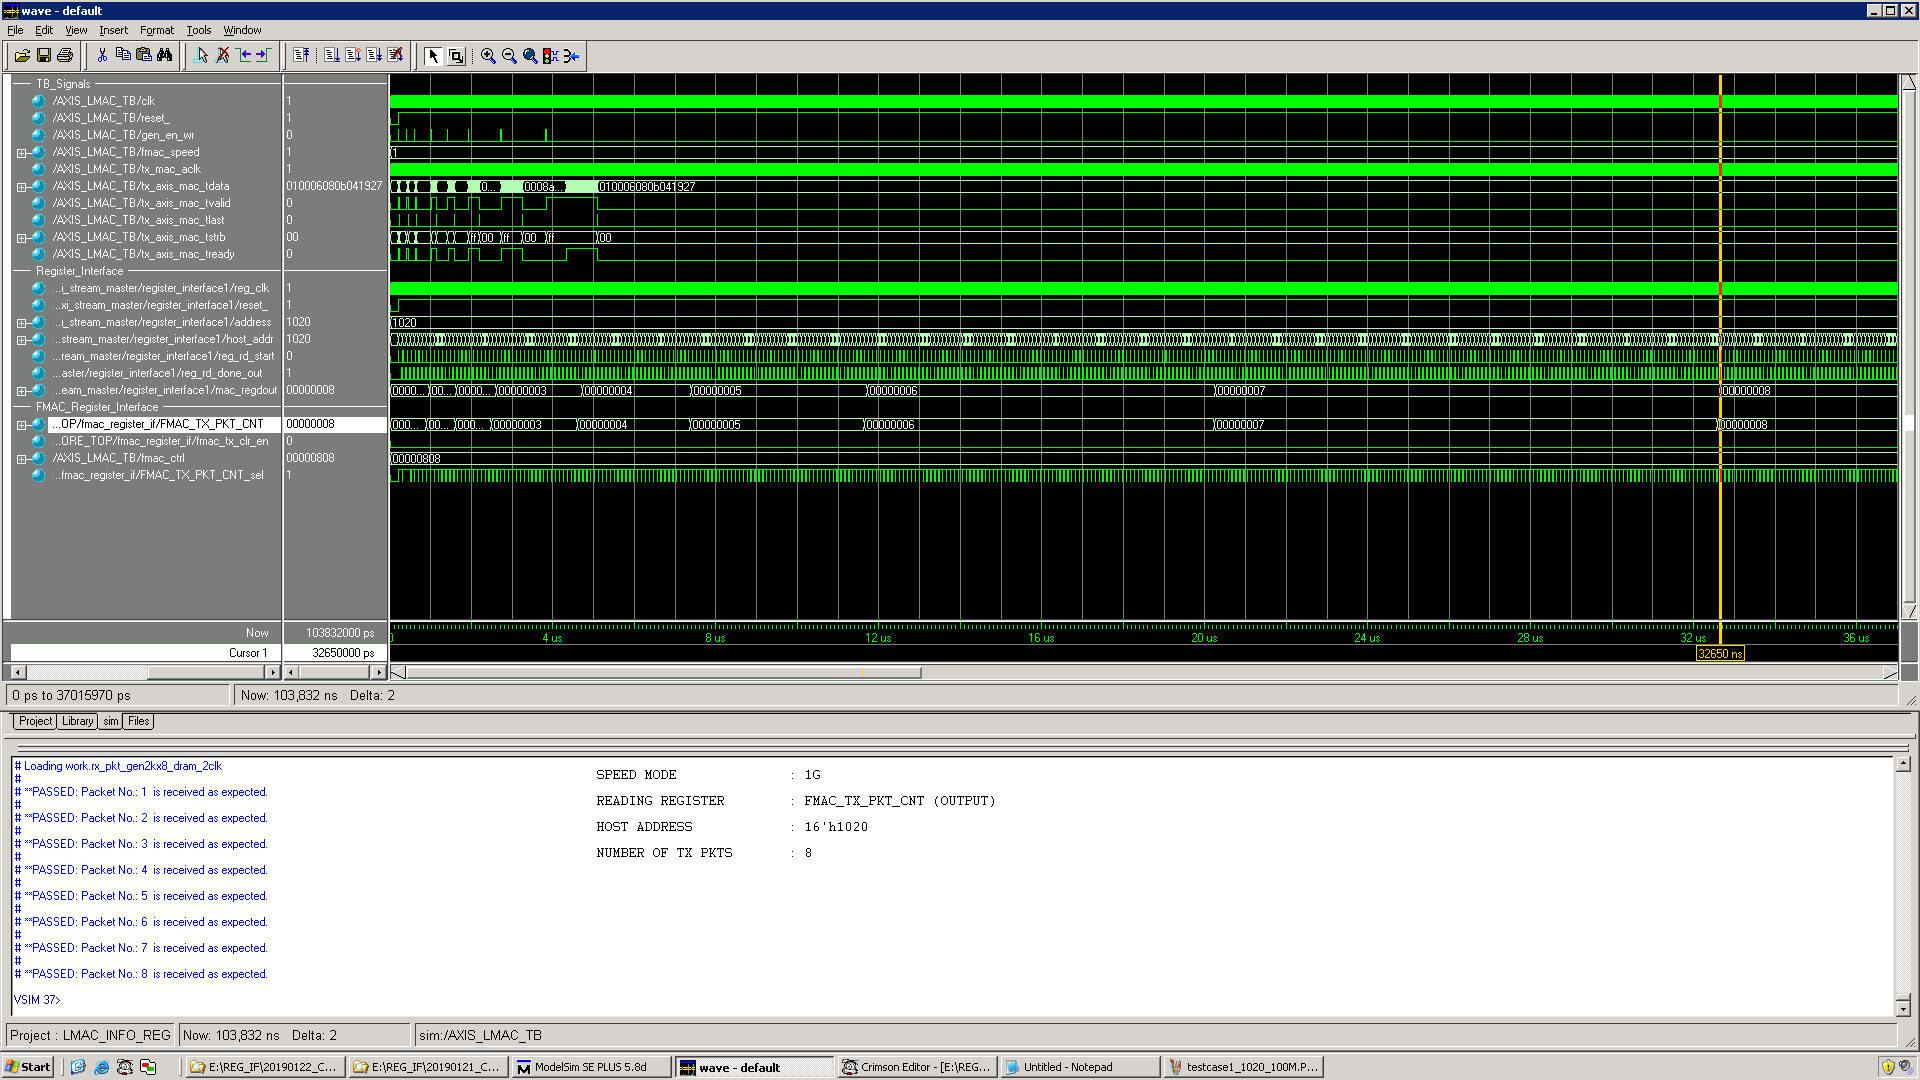 wave - default
File Edit View Insert Format Tools Window
TB_Signals
/AXIS_LMAC_TB/clk 1
/AXIS_LMAC_TB/reset_ 1
/AXIS_LMAC_TB/gen_en_wr 0
/AXIS_LMAC_TB/fmac_speed 1 1
/AXIS_LMAC_TB/tx_mac_aclk 1
/AXIS_LMAC_TB/tx_axis_mac_tdata 010006080b041927 0... 0008a... 010006080b041927
/AXIS_LMAC_TB/tx_axis_mac_tvalid 0
/AXIS_LMAC_TB/tx_axis_mac_tlast 0
/AXIS_LMAC_TB/tx_axis_mac_tstrb 00 ff 00 ff 00 ff 00
/AXIS_LMAC_TB/tx_axis_mac_tready 0
Register_Interface
...i_stream_master/register_interface1/reg_clk 1
...xi_stream_master/register_interface1/reset_ 1
...i_stream_master/register_interface1/address 1020 1020
...stream_master/register_interface1/host_addr 1020
...ream_master/register_interface1/reg_rd_start 0
...aster/register_interface1/reg_rd_done_out 1
...eam_master/register_interface1/mac_regdout 00000008 0000... 00... 0000... 00000003 00000004 00000005 00000006 00000007 00000008
FMAC_Register_Interface
...OP/fmac_register_if/FMAC_TX_PKT_CNT 00000008 000... 00... 000... 00000003 00000004 00000005 00000006 00000007 00000008
...ORE_TOP/fmac_register_if/fmac_tx_clr_en 0
/AXIS_LMAC_TB/fmac_ctrl 00000808 00000808
...fmac_register_if/FMAC_TX_PKT_CNT_sel 1
Now 103832000 ps 4 us 8 us 12 us 16 us 20 us 24 us 28 us 32 us 36 us
Cursor 1 32650000 ps 32650 ns
0 ps to 37015970 ps Now: 103,832 ns Delta: 2
Project Library sim Files
# Loading work.rx_pkt_gen2kx8_dram_2clk
#
# **PASSED: Packet No.: 1 is received as expected.
#
# **PASSED: Packet No.: 2 is received as expected.
#
# **PASSED: Packet No.: 3 is received as expected.
#
# **PASSED: Packet No.: 4 is received as expected.
#
# **PASSED: Packet No.: 5 is received as expected.
#
# **PASSED: Packet No.: 6 is received as expected.
#
# **PASSED: Packet No.: 7 is received as expected.
#
# **PASSED: Packet No.: 8 is received as expected.
VSIM 37>
SPEED MODE : 1G
READING REGISTER : FMAC_TX_PKT_CNT (OUTPUT)
HOST ADDRESS : 16'h1020
NUMBER OF TX PKTS : 8
Project : LMAC_INFO_REG Now: 103,832 ns Delta: 2 sim:/AXIS_LMAC_TB
Start E:\REG_IF\20190122_C... E:\REG_IF\20190121_C... ModelSim SE PLUS 5.8d wave - default Crimson Editor - [E:\REG... Untitled - Notepad testcase1_1020_100M.P...